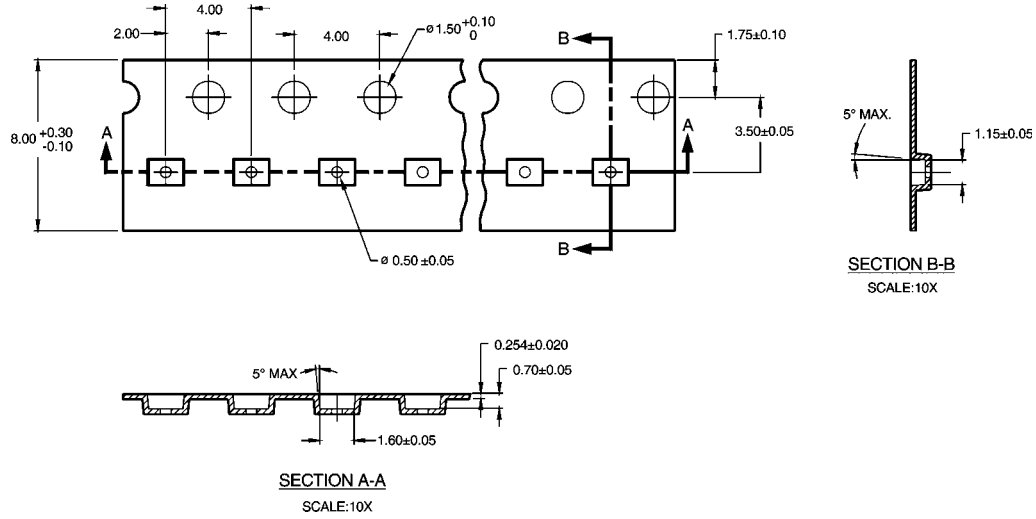 4.00
2.00
4.00
ø1.50 +0.10
0
B
1.75±0.10
8.00 +0.30
-0.10
A
A
3.50±0.05
5° MAX.
1.15±0.05
B
ø 0.50 ±0.05
SECTION B-B
SCALE:10X
0.254±0.020
5° MAX
0.70±0.05
1.60±0.05
SECTION A-A
SCALE:10X